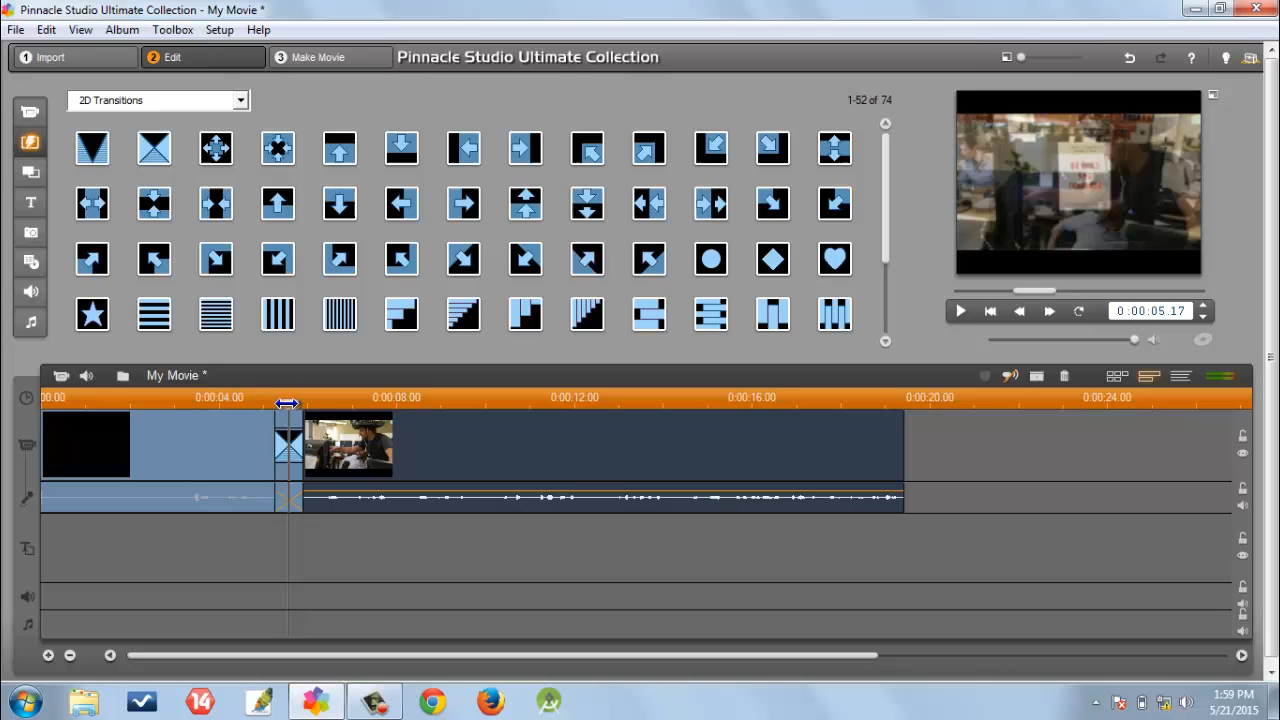 Pinnacle Studio Ultimate Collection - My Movie *
File Edit View Album Toolbox Setup Help
1 Import 2 Edit 3 Make Movie Pinnacle Studio Ultimate Collection
2D Transitions 1-52 of 74
T
0:00:05.17
My Movie *
00.00 0:00:04.00 0:00:08.00 0:00:12.00 0:00:16.00 0:00:20.00 0:00:24.00
14
1:59 PM
5/21/2015